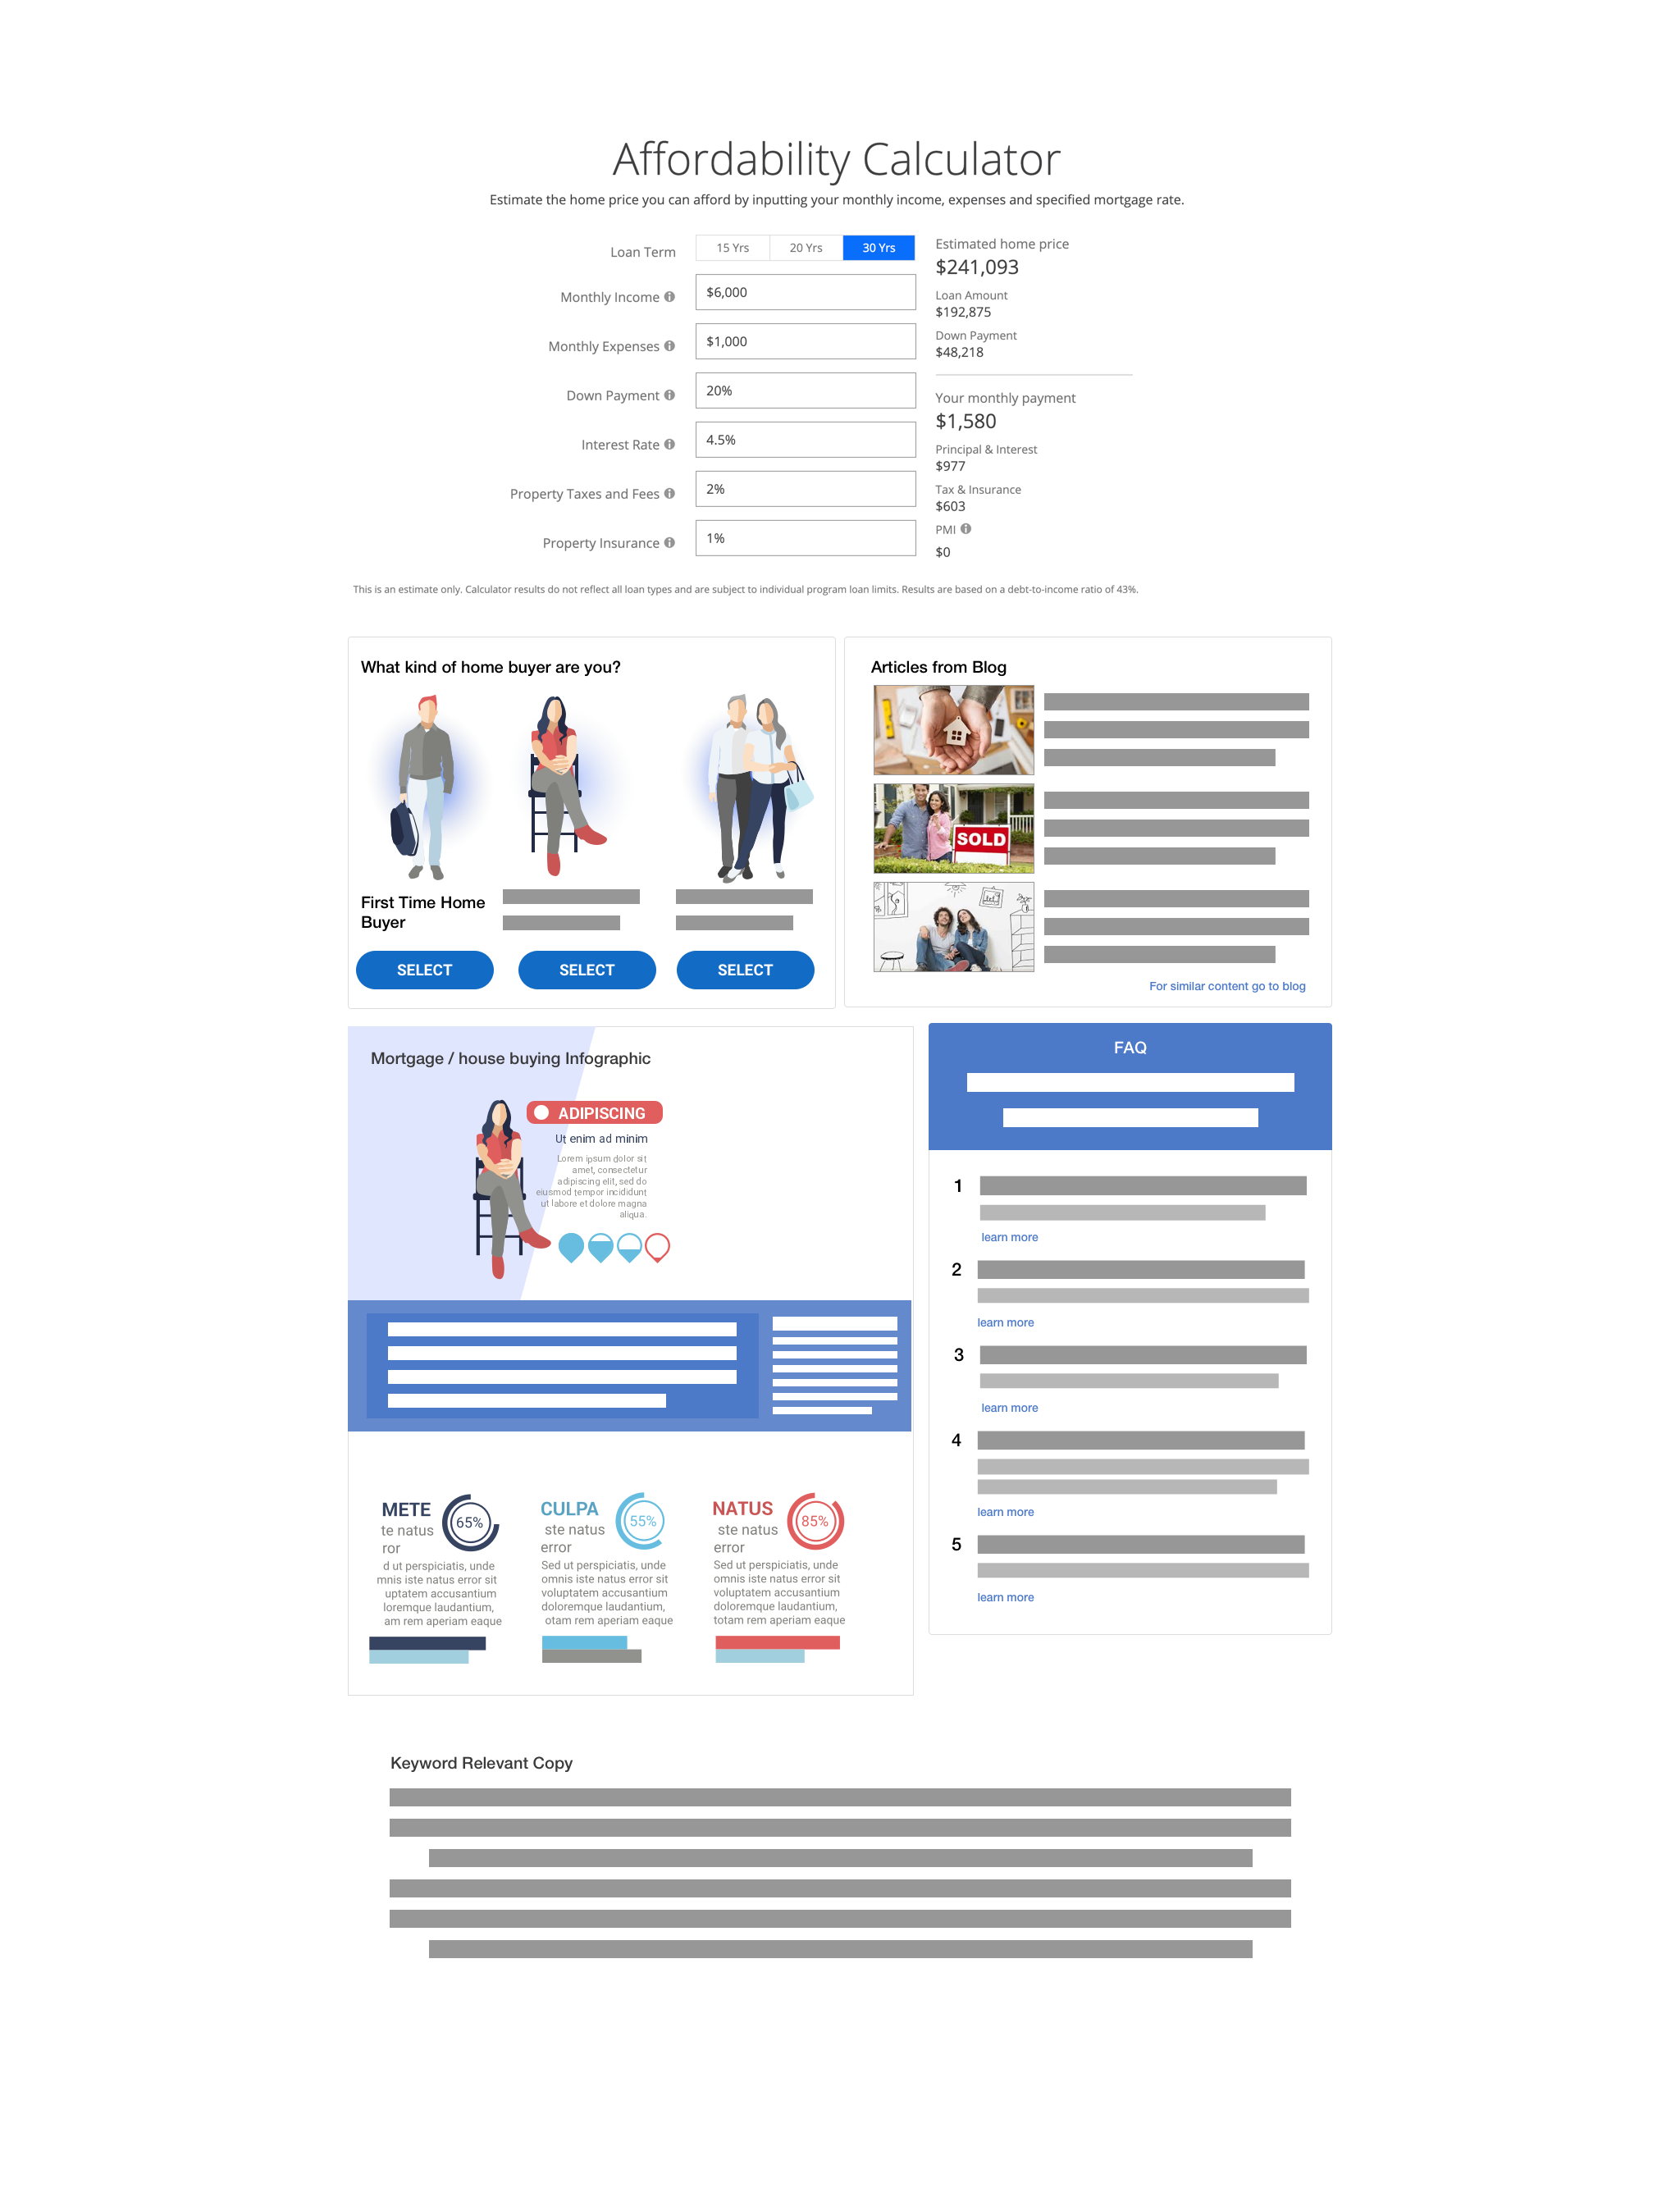 Affordability Calculator
Estimate the home price you can afford by inputting your monthly income, expenses and specified mortgage rate.
Loan Term
15 Yrs
20 Yrs
30 Yrs
Monthly Income
$6,000
Monthly Expenses
$1,000
Down Payment
20%
Interest Rate
4.5%
Property Taxes and Fees
2%
Property Insurance
1%
Estimated home price
$241,093
Loan Amount
$192,875
Down Payment
$48,218
Your monthly payment
$1,580
Principal & Interest
$977
Tax & Insurance
$603
PMI
$0
This is an estimate only. Calculator results do not reflect all loan types and are subject to individual program loan limits. Results are based on a debt-to-income ratio of 43%.
What kind of home buyer are you?
First Time Home
Buyer
SELECT
SELECT
SELECT
Articles from Blog
SOLD
For similar content go to blog
Mortgage / house buying Infographic
ADIPISCING
Ut enim ad minim
Lorem ipsum dolor sit
amet, consectetur
adipiscing elit, sed do
eiusmod tempor incididunt
ut labore et dolore magna
aliqua.
METE
te natus
ror
65%
d ut perspiciatis, unde
mnis iste natus error sit
uptatem accusantium
loremque laudantium,
am rem aperiam eaque
CULPA
ste natus
error
55%
Sed ut perspiciatis, unde
omnis iste natus error sit
voluptatem accusantium
doloremque laudantium,
otam rem aperiam eaque
NATUS
ste natus
error
85%
Sed ut perspiciatis, unde
omnis iste natus error sit
voluptatem accusantium
doloremque laudantium,
totam rem aperiam eaque
FAQ
1
learn more
2
learn more
3
learn more
4
learn more
5
learn more
Keyword Relevant Copy